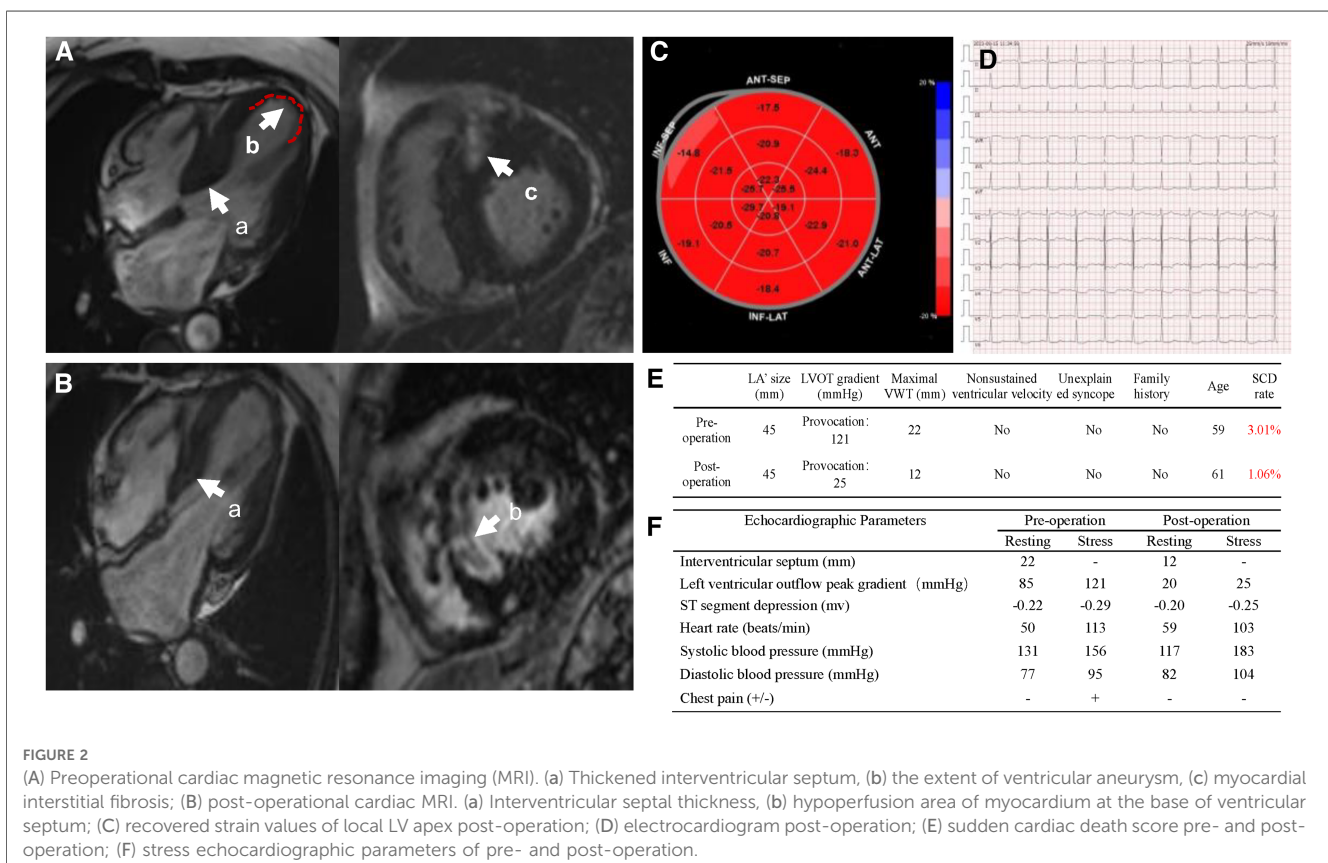 A
b
a
c
B
a
b
C
ANT-SEP
ANT
ANT-LAT
INF-LAT
INF
INF-SEP
-17.5
-14.8
-18.0
-20.9
-21.5
-24.4
-22.3
-25.7
-25.5
-29.7
-19.1
-20.8
-20.5
-22.9
-19.1
-21.0
-20.7
-18.4
20 %
-20 %
D
E
LA' size (mm) LVOT gradient (mmHg) Maximal VWT (mm) Nonsustained ventricular velocity Unexplain ed syncope Family history Age SCD rate
Pre-operation 45 Provocation: 121 22 No No No 59 3.01%
Post-operation 45 Provocation: 25 12 No No No 61 1.06%
F
Echocardiographic Parameters Pre-operation Post-operation
Resting Stress Resting Stress
Interventricular septum (mm) 22 - 12 -
Left ventricular outflow peak gradient (mmHg) 85 121 20 25
ST segment depression (mv) -0.22 -0.29 -0.20 -0.25
Heart rate (beats/min) 50 113 59 103
Systolic blood pressure (mmHg) 131 156 117 183
Diastolic blood pressure (mmHg) 77 95 82 104
Chest pain (+/-) - + - -
FIGURE 2
(A) Preoperational cardiac magnetic resonance imaging (MRI). (a) Thickened interventricular septum, (b) the extent of ventricular aneurysm, (c) myocardial
interstitial fibrosis; (B) post-operational cardiac MRI. (a) Interventricular septal thickness, (b) hypoperfusion area of myocardium at the base of ventricular
septum; (C) recovered strain values of local LV apex post-operation; (D) electrocardiogram post-operation; (E) sudden cardiac death score pre- and post-
operation; (F) stress echocardiographic parameters of pre- and post-operation.